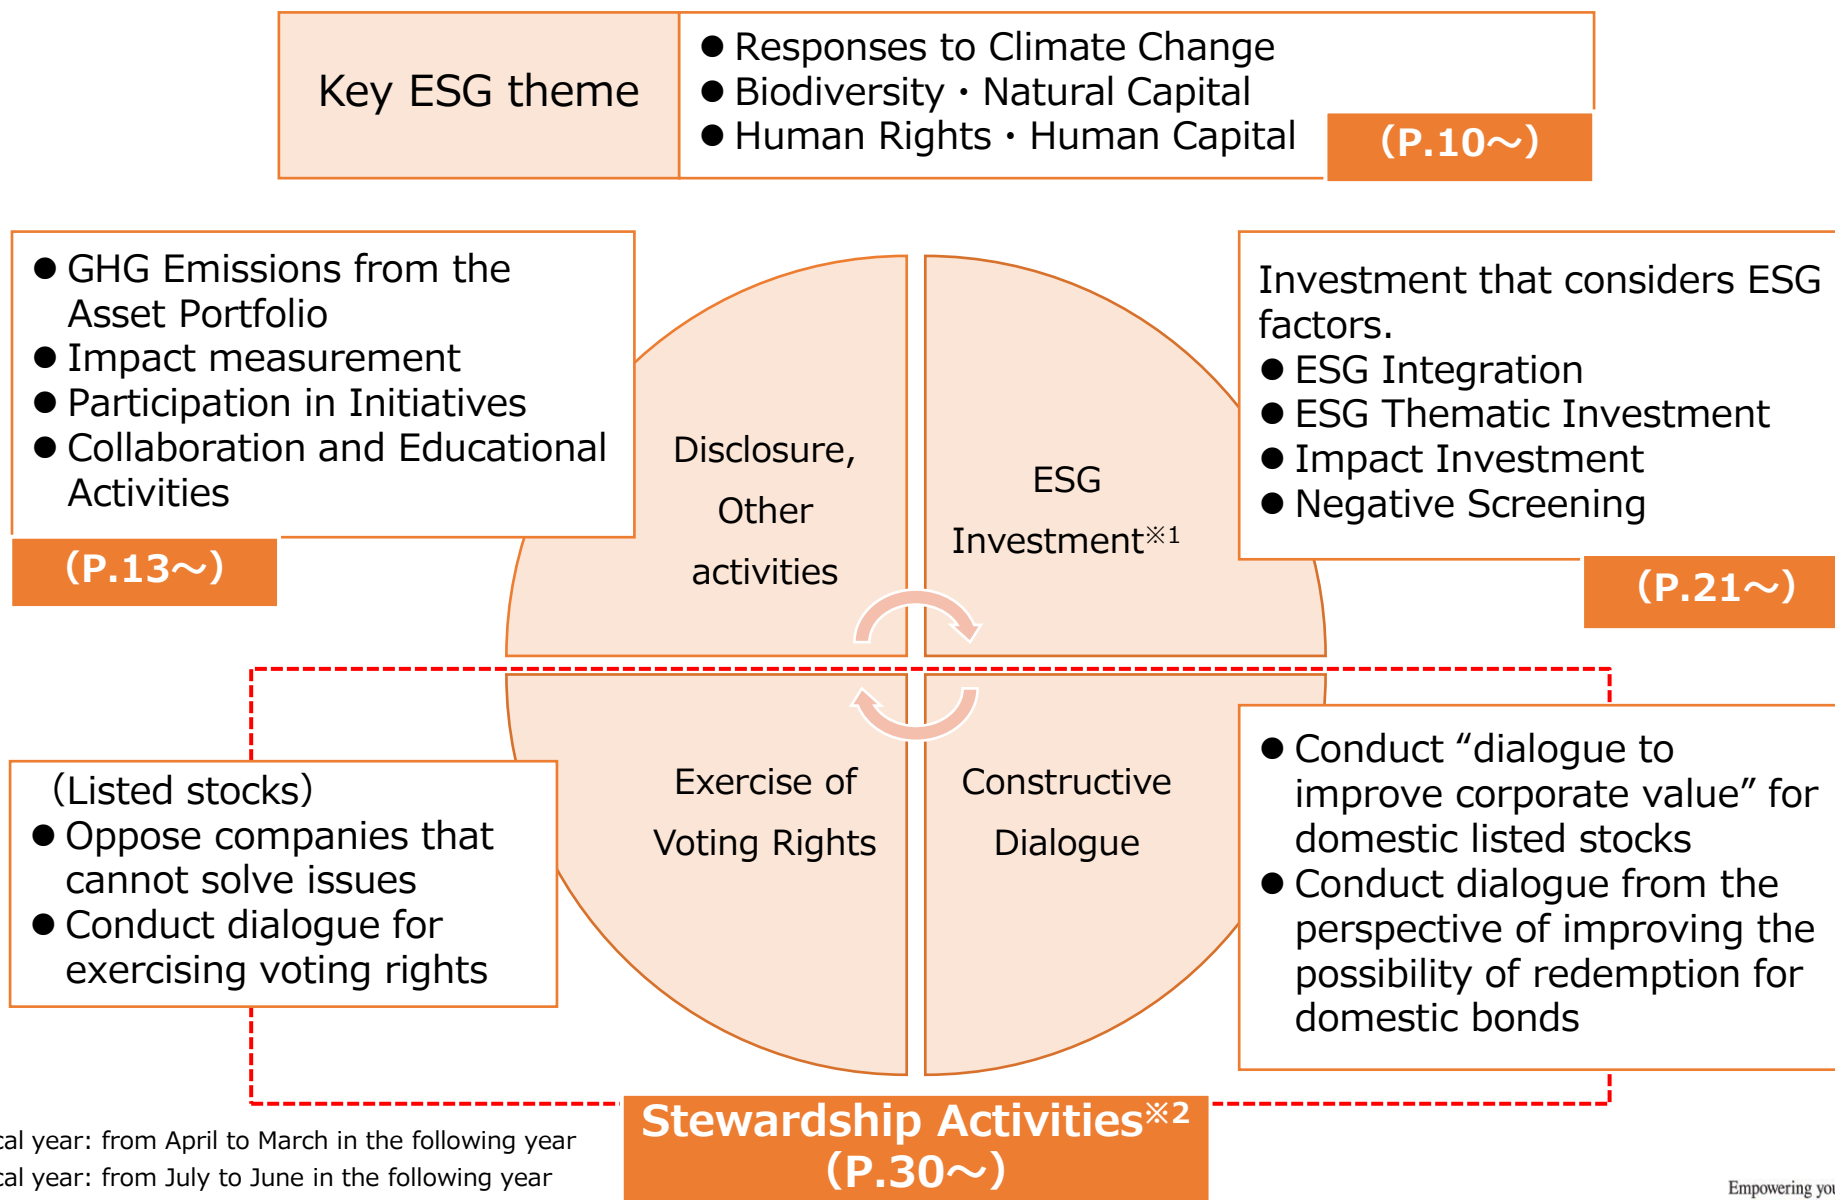 Key ESG theme
● Responses to Climate Change
● Biodiversity・Natural Capital
● Human Rights・Human Capital
（P.10～）
● GHG Emissions from the
Asset Portfolio
● Impact measurement
● Participation in Initiatives
● Collaboration and Educational
Activities
（P.13～）
Disclosure,
Other
activities
ESG
Investment※1
Investment that considers ESG
factors.
● ESG Integration
● ESG Thematic Investment
● Impact Investment
● Negative Screening
（P.21～）
（Listed stocks）
● Oppose companies that
cannot solve issues
● Conduct dialogue for
exercising voting rights
Exercise of
Voting Rights
Constructive
Dialogue
● Conduct “dialogue to
improve corporate value” for
domestic listed stocks
● Conduct dialogue from the
perspective of improving the
possibility of redemption for
domestic bonds
Stewardship Activities※2
（P.30～）
year: from April to March in the following year
year: from July to June in the following year
Empowering